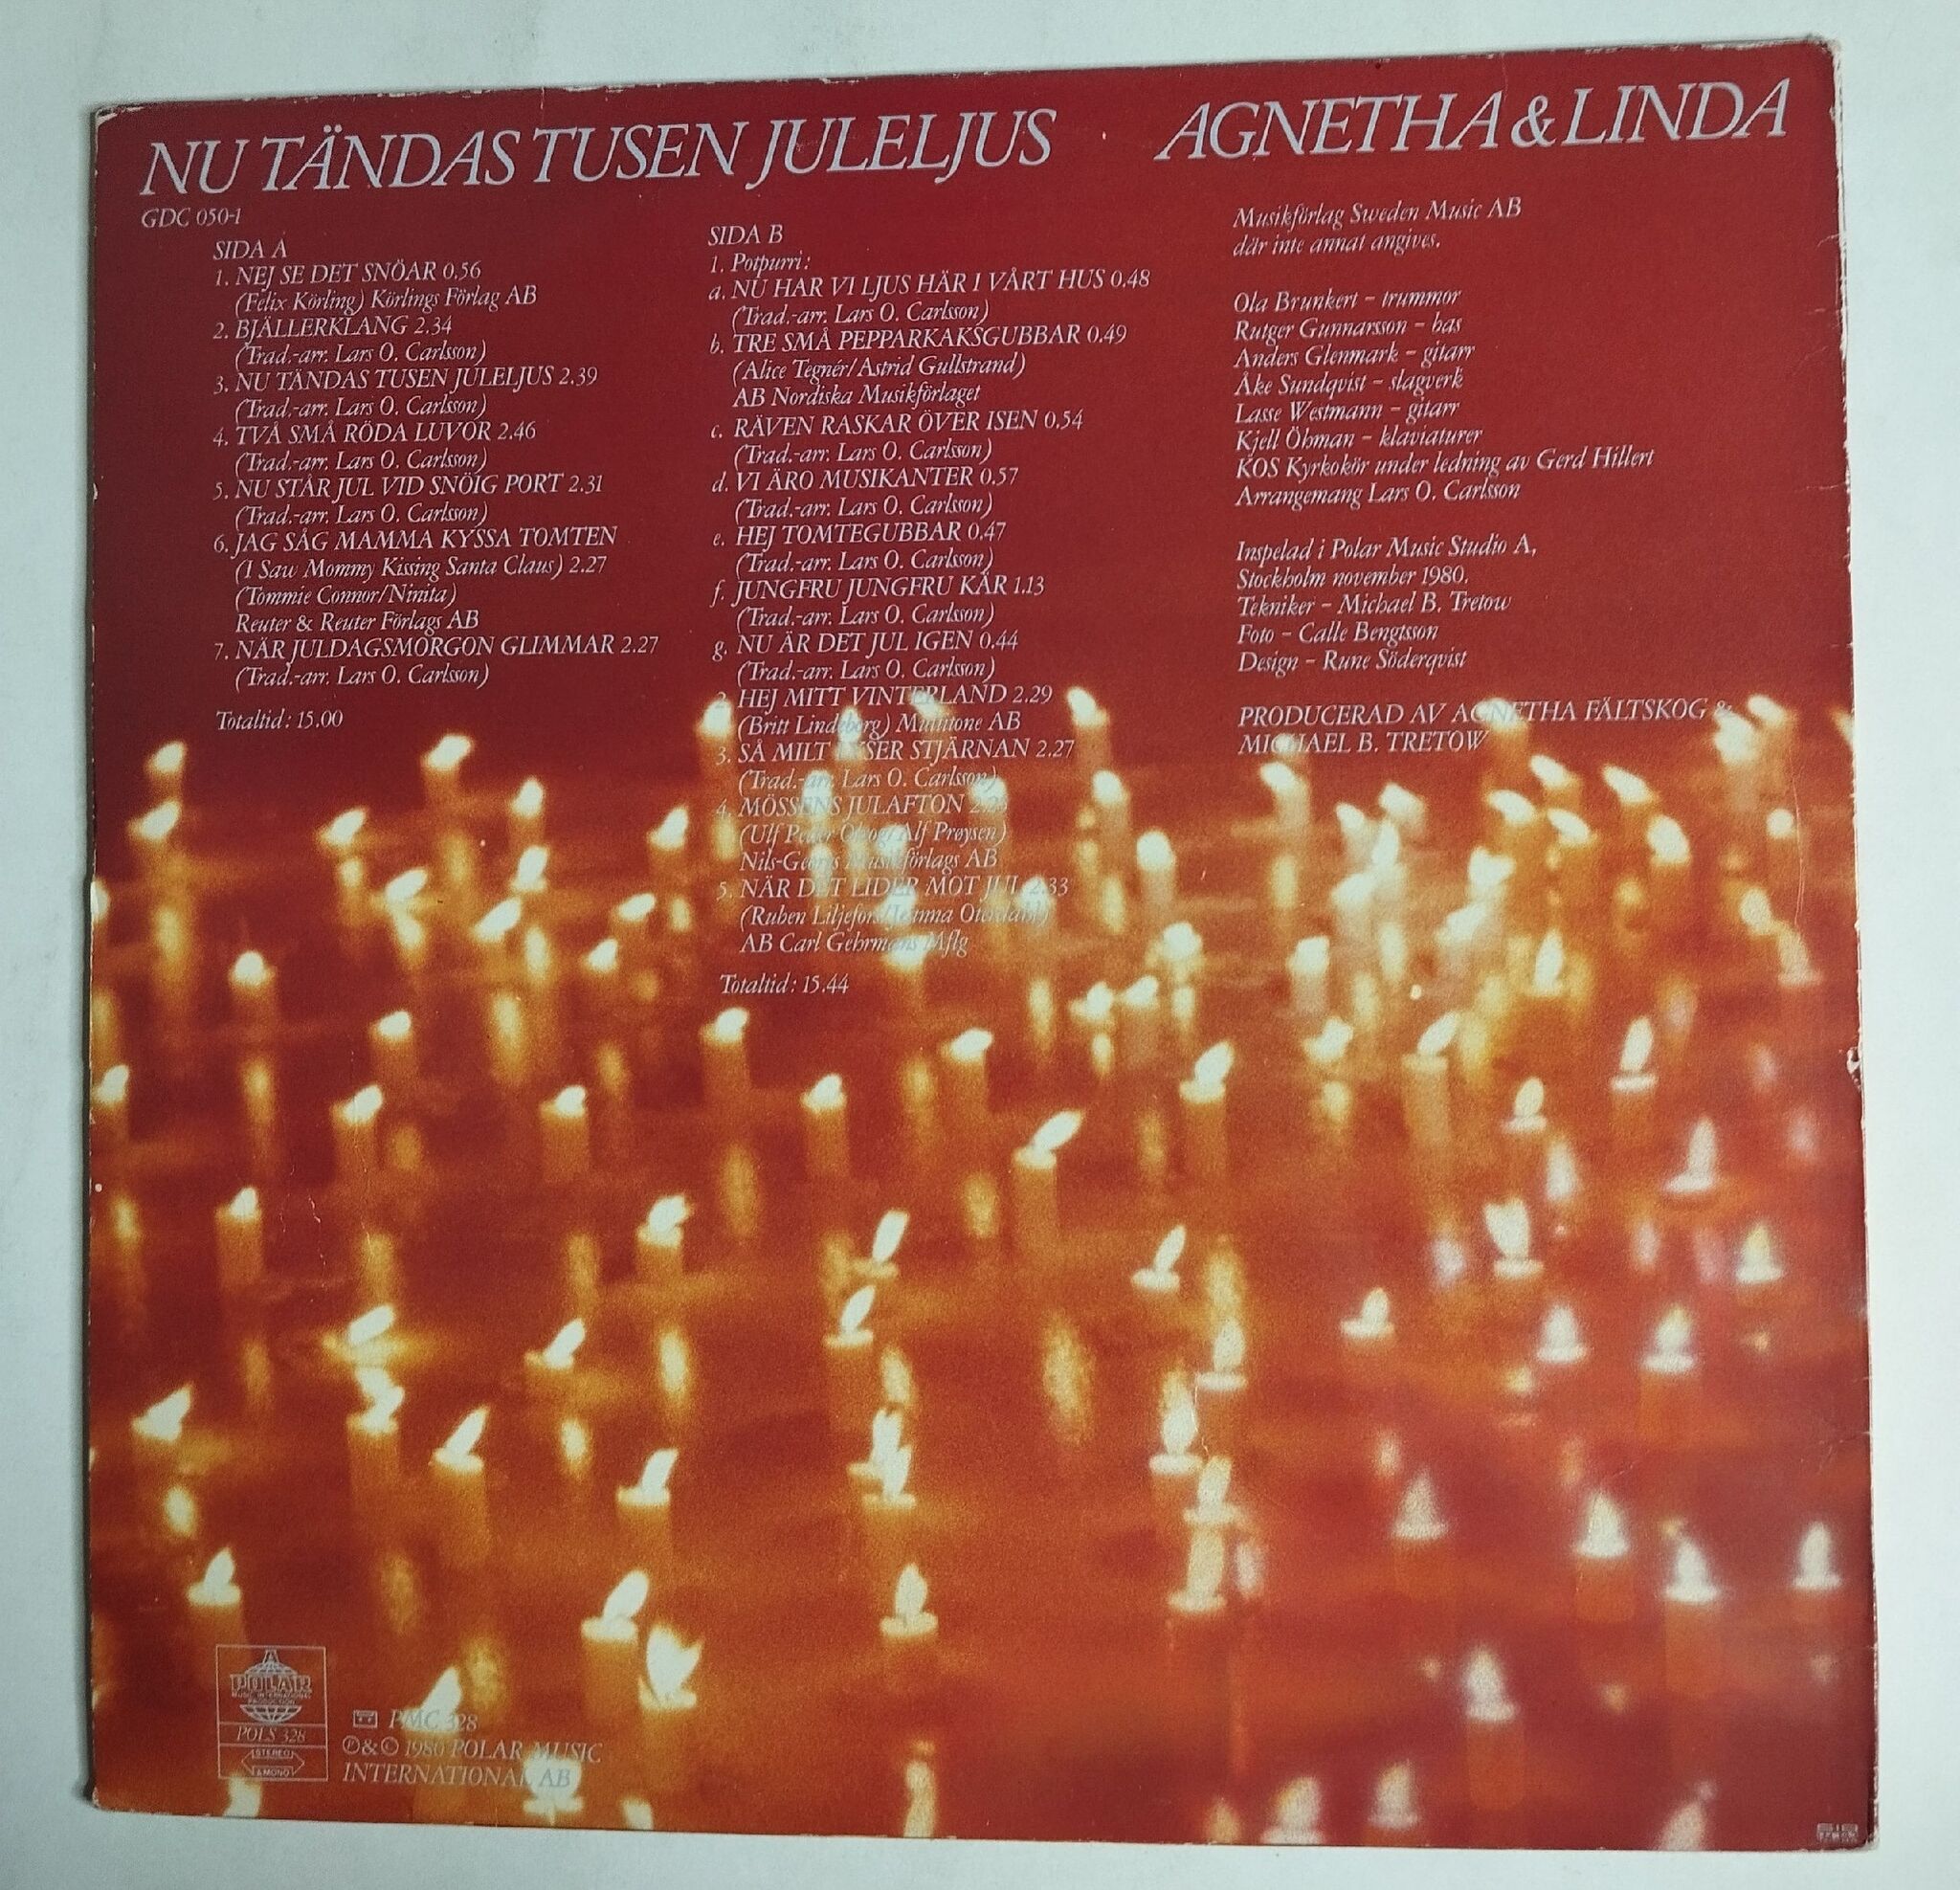 NU TÄNDAS TUSEN JULELJUS
AGNETHA & LINDA
GDC 050-1
SIDA A
1. NEJ SE DET SNÖAR 0.56
(Felix Körling) Körlings Förlag AB
2. BJÄLLERKLANG 2.34
(Trad.-arr. Lars O. Carlsson)
3. NU TÄNDAS TUSEN JULELJUS 2.39
(Trad.-arr. Lars O. Carlsson)
4. TVÅ SMÅ RÖDA LUVOR 2.46
(Trad.-arr. Lars O. Carlsson)
5. NU STÅR JUL VID SNÖIG PORT 2.31
(Trad.-arr. Lars O. Carlsson)
6. JAG SÅG MAMMA KYSSA TOMTEN
(I Saw Mommy Kissing Santa Claus) 2.27
(Tommie Connor/Ninita)
Reuter & Reuter Förlags AB
7. NÄR JULDAGSMORGON GLIMMAR 2.27
(Trad.-arr. Lars O. Carlsson)
Totaltid: 15.00
SIDA B
1. Potpurri:
a. NU HAR VI LJUS HÄR I VÅRT HUS 0.48
(Trad.-arr. Lars O. Carlsson)
b. TRE SMÅ PEPPARKAKSGUBBAR 0.49
(Alice Tegnér/Astrid Gullstrand)
AB Nordiska Musikförlaget
c. RÄVEN RASKAR ÖVER ISEN 0.54
(Trad.-arr. Lars O. Carlsson)
d. VI ÄRO MUSIKANTER 0.57
(Trad.-arr. Lars O. Carlsson)
e. HEJ TOMTEGUBBAR 0.47
(Trad.-arr. Lars O. Carlsson)
f. JUNGFRU JUNGFRU KÄR 1.13
(Trad.-arr. Lars O. Carlsson)
g. NU ÄR DET JUL IGEN 0.44
(Trad.-arr. Lars O. Carlsson)
2. HEJ MITT VINTERLAND 2.29
(Britt Lindeborg) Multitone AB
3. SÅ MILT LYSER STJÄRNAN 2.27
(Trad.-arr. Lars O. Carlsson)
4. MÖSSENS JULAFTON
(Ulf Peder Olrog/Alf Prøysen)
Nils-Georgs Musikförlags AB
5. NÄR DET LIDER MOT JUL 2.33
(Ruben Liljefors/Jeanna Oterdahl)
AB Carl Gehrmans Mflg
Totaltid: 15.44
Musikförlag Sweden Music AB
där inte annat angives.
Ola Brunkert – trummor
Rutger Gunnarsson – bas
Anders Glenmark – gitarr
Åke Sundqvist – slagverk
Lasse Westmann – gitarr
Kjell Öhman – klaviaturer
KOS Kyrkokör under ledning av Gerd Hillert
Arrangemang Lars O. Carlsson
Inspelad i Polar Music Studio A,
Stockholm november 1980.
Tekniker – Michael B. Tretow
Foto – Calle Bengtsson
Design – Rune Söderqvist
PRODUCERAD AV AGNETHA FÄLTSKOG &
MICHAEL B. TRETOW
POLAR
MUSIC INTERNATIONAL
PRODUCTION
POLS 328
STEREO
& MONO
PMC 328
Ⓟ&© 1980 POLAR MUSIC
INTERNATIONAL AB